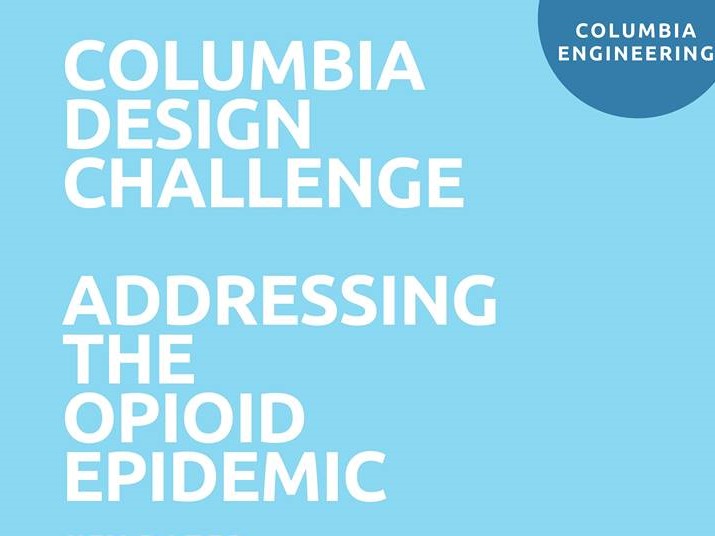 COLUMBIA
ENGINEERING
COLUMBIA
DESIGN
CHALLENGE
ADDRESSING
THE
OPIOID
EPIDEMIC